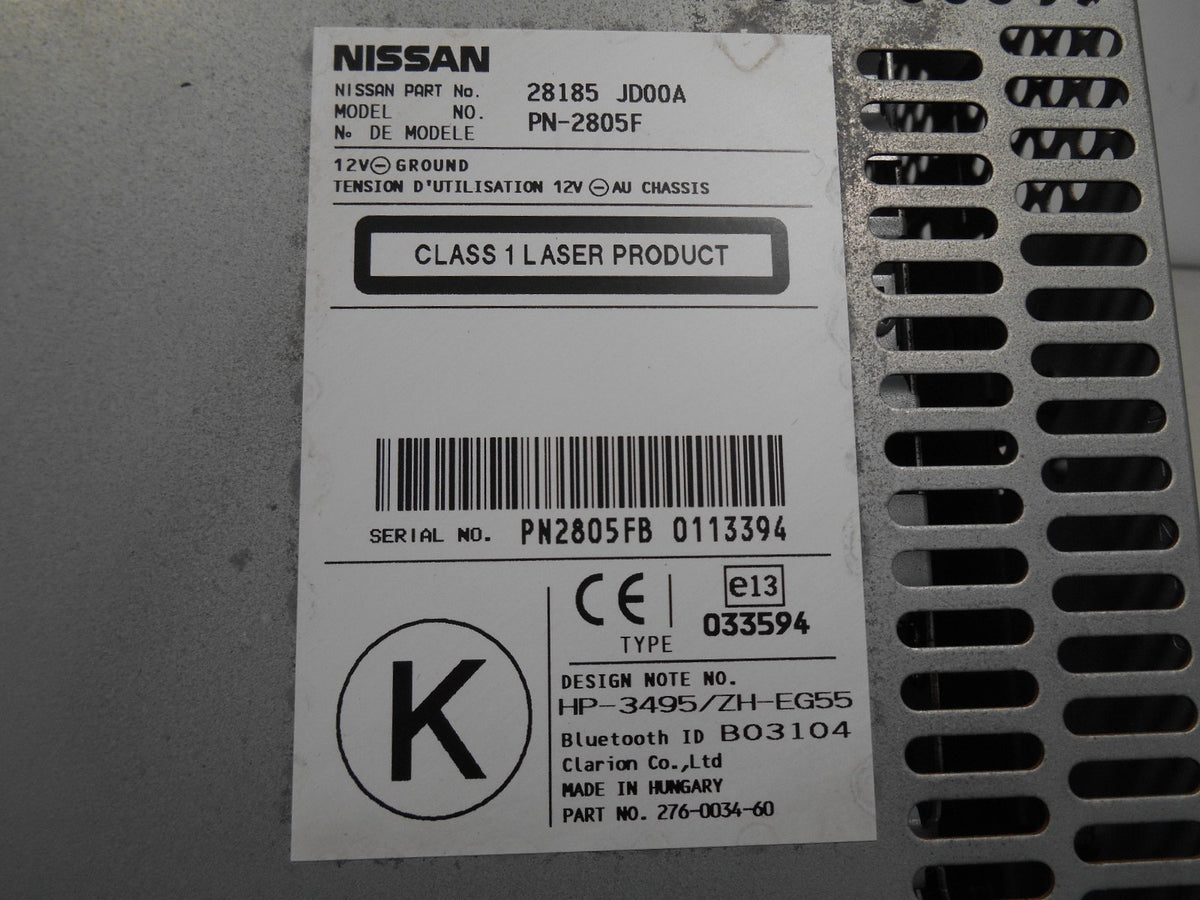 NISSAN
NISSAN PART No. 28185 JD00A
MODEL NO. PN-2805F
No DE MODELE
12V⊖GROUND
TENSION D'UTILISATION 12V ⊖AU CHASSIS
CLASS 1 LASER PRODUCT
SERIAL NO. PN2805FB 0113394
CE
e13
TYPE 033594
K
DESIGN NOTE NO.
HP-3495/ZH-EG55
Bluetooth ID B03104
Clarion Co.,Ltd
MADE IN HUNGARY
PART NO. 276-0034-60